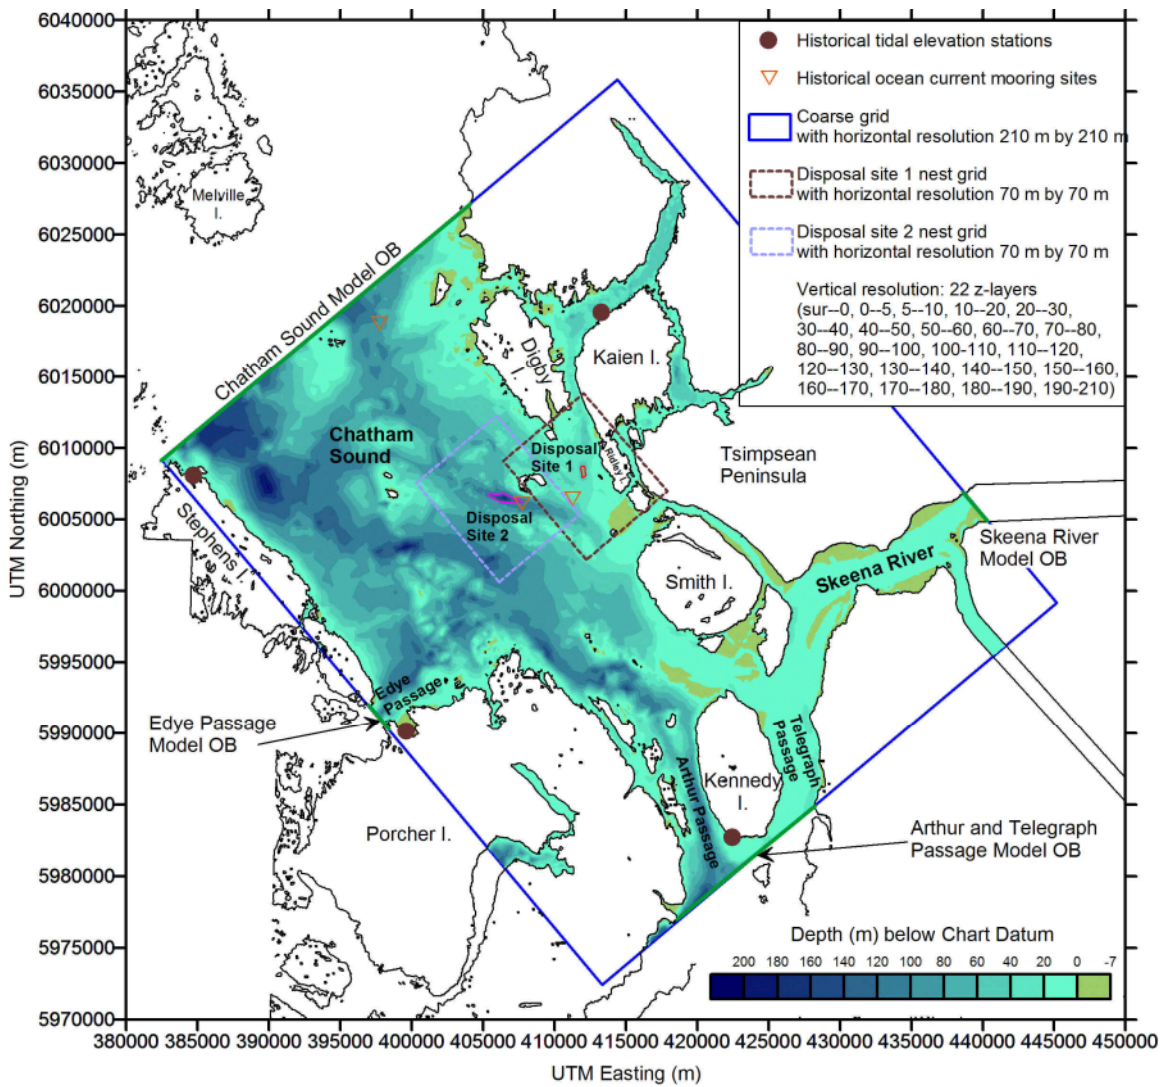 6040000
6035000
6030000
6025000
6020000
6015000
6010000
6005000
6000000
5995000
5990000
5985000
5980000
5975000
5970000
UTM Northing (m)
380000 385000 390000 395000 400000 405000 410000 415000 420000 425000 430000 435000 440000 445000 450000
UTM Easting (m)
Historical tidal elevation stations
Historical ocean current mooring sites
Coarse grid
with horizontal resolution 210 m by 210 m
Disposal site 1 nest grid
with horizontal resolution 70 m by 70 m
Disposal site 2 nest grid
with horizontal resolution 70 m by 70 m
Vertical resolution: 22 z-layers
(sur--0, 0--5, 5--10, 10--20, 20--30,
30--40, 40--50, 50--60, 60--70, 70--80,
80--90, 90--100, 100-110, 110--120,
120--130, 130--140, 140--150, 150--160,
160--170, 170--180, 180--190, 190-210)
Melville
I.
Chatham Sound Model OB
Digby
I.
Kaien I.
Chatham
Sound
Disposal
Site 1
Ridley I.
Tsimpsean
Peninsula
Disposal
Site 2
Stephens I.
Smith I.
Skeena River
Skeena River
Model OB
Edye
Passage
Edye Passage
Model OB
Telegraph
Passage
Arthur Passage
Kennedy
I.
Porcher I.
Arthur and Telegraph
Passage Model OB
Depth (m) below Chart Datum
200 180 160 140 120 100 80 60 40 20 0 -7